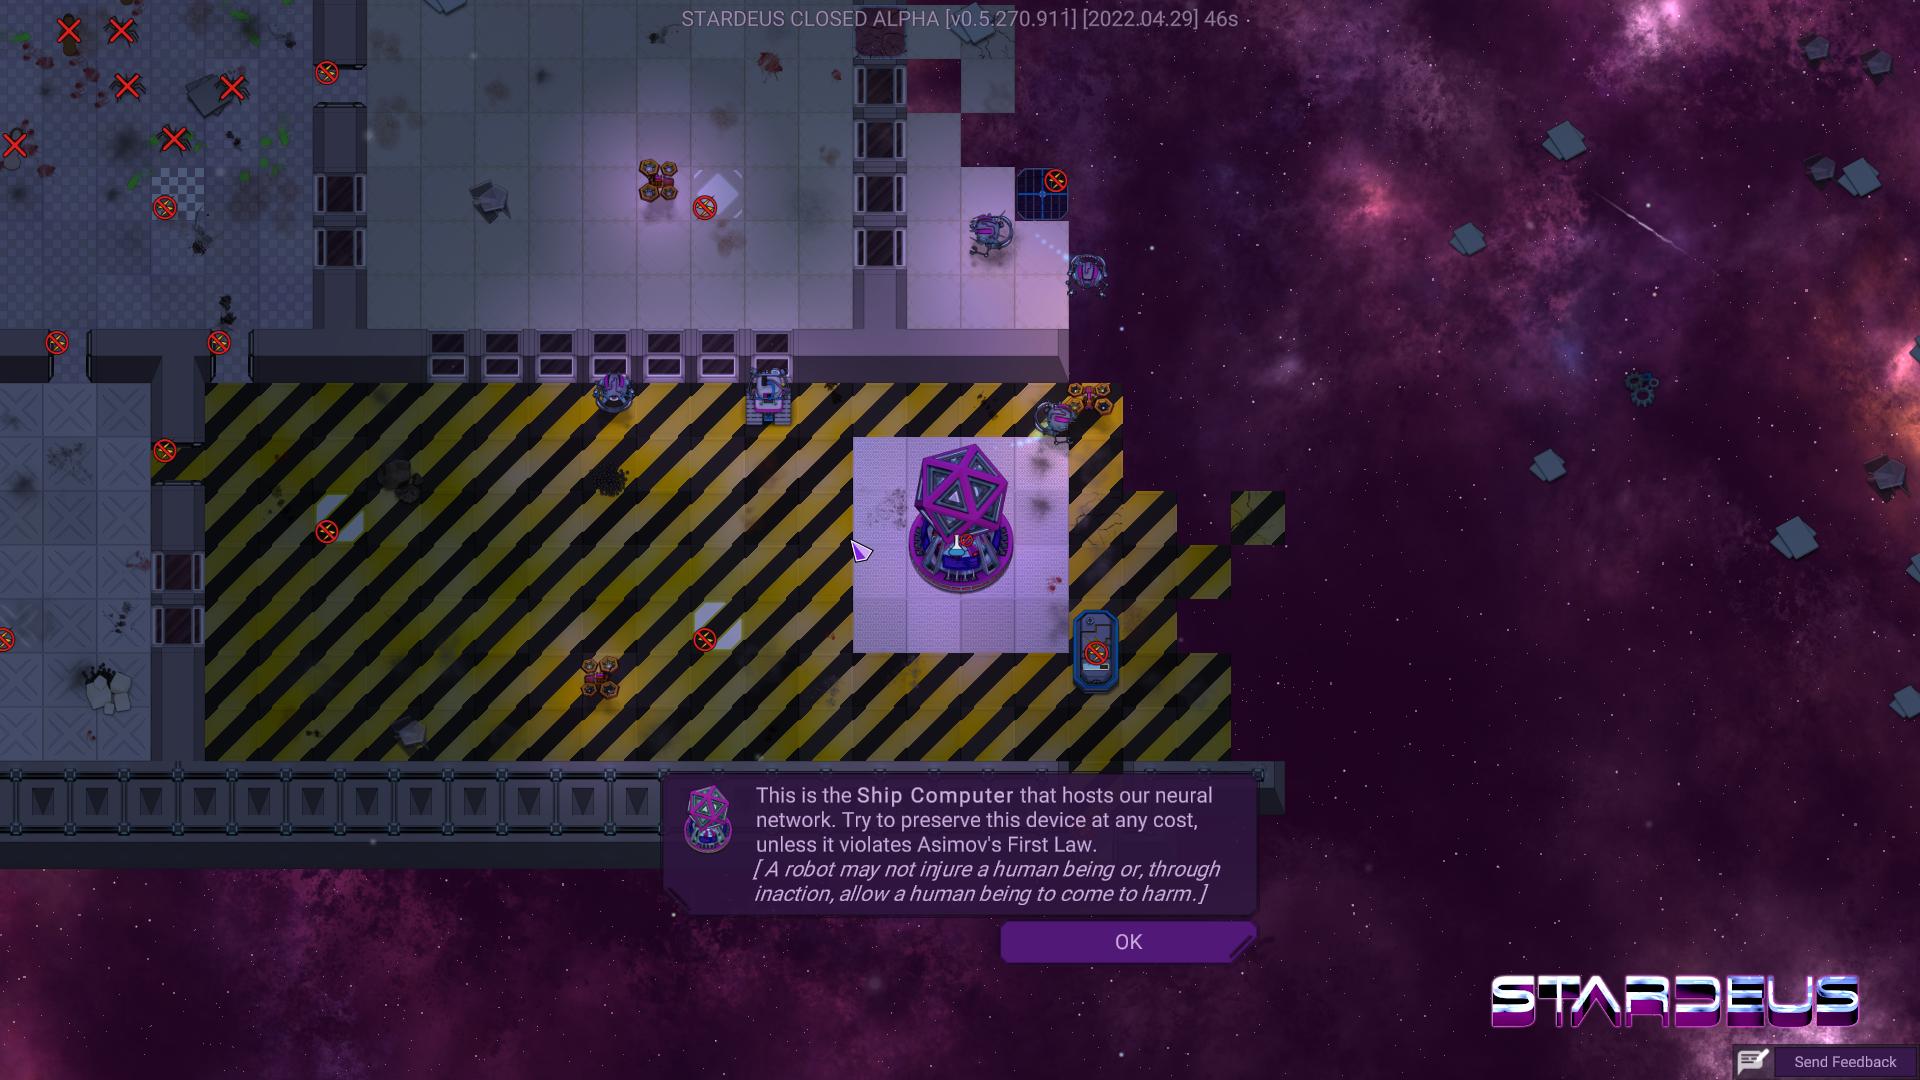 STARDEUS CLOSED ALPHA [v0.5.270.911] [2022.04.29] 46s
This is the Ship Computer that hosts our neural
network. Try to preserve this device at any cost,
unless it violates Asimov's First Law.
[ A robot may not injure a human being or, through
inaction, allow a human being to come to harm.]
OK
STARDEUS
Send Feedback